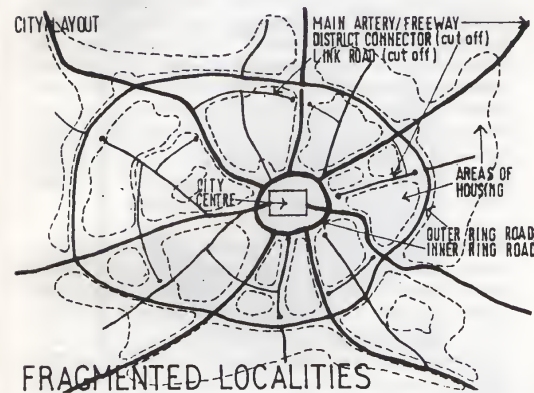 CITY LAYOUT
MAIN ARTERY/FREEWAY
DISTRICT CONNECTOR (cut off)
LINK ROAD (cut off)
CITY
CENTRE
AREAS OF
HOUSING
OUTER RING ROAD
INNER RING ROAD
FRAGMENTED LOCALITIES